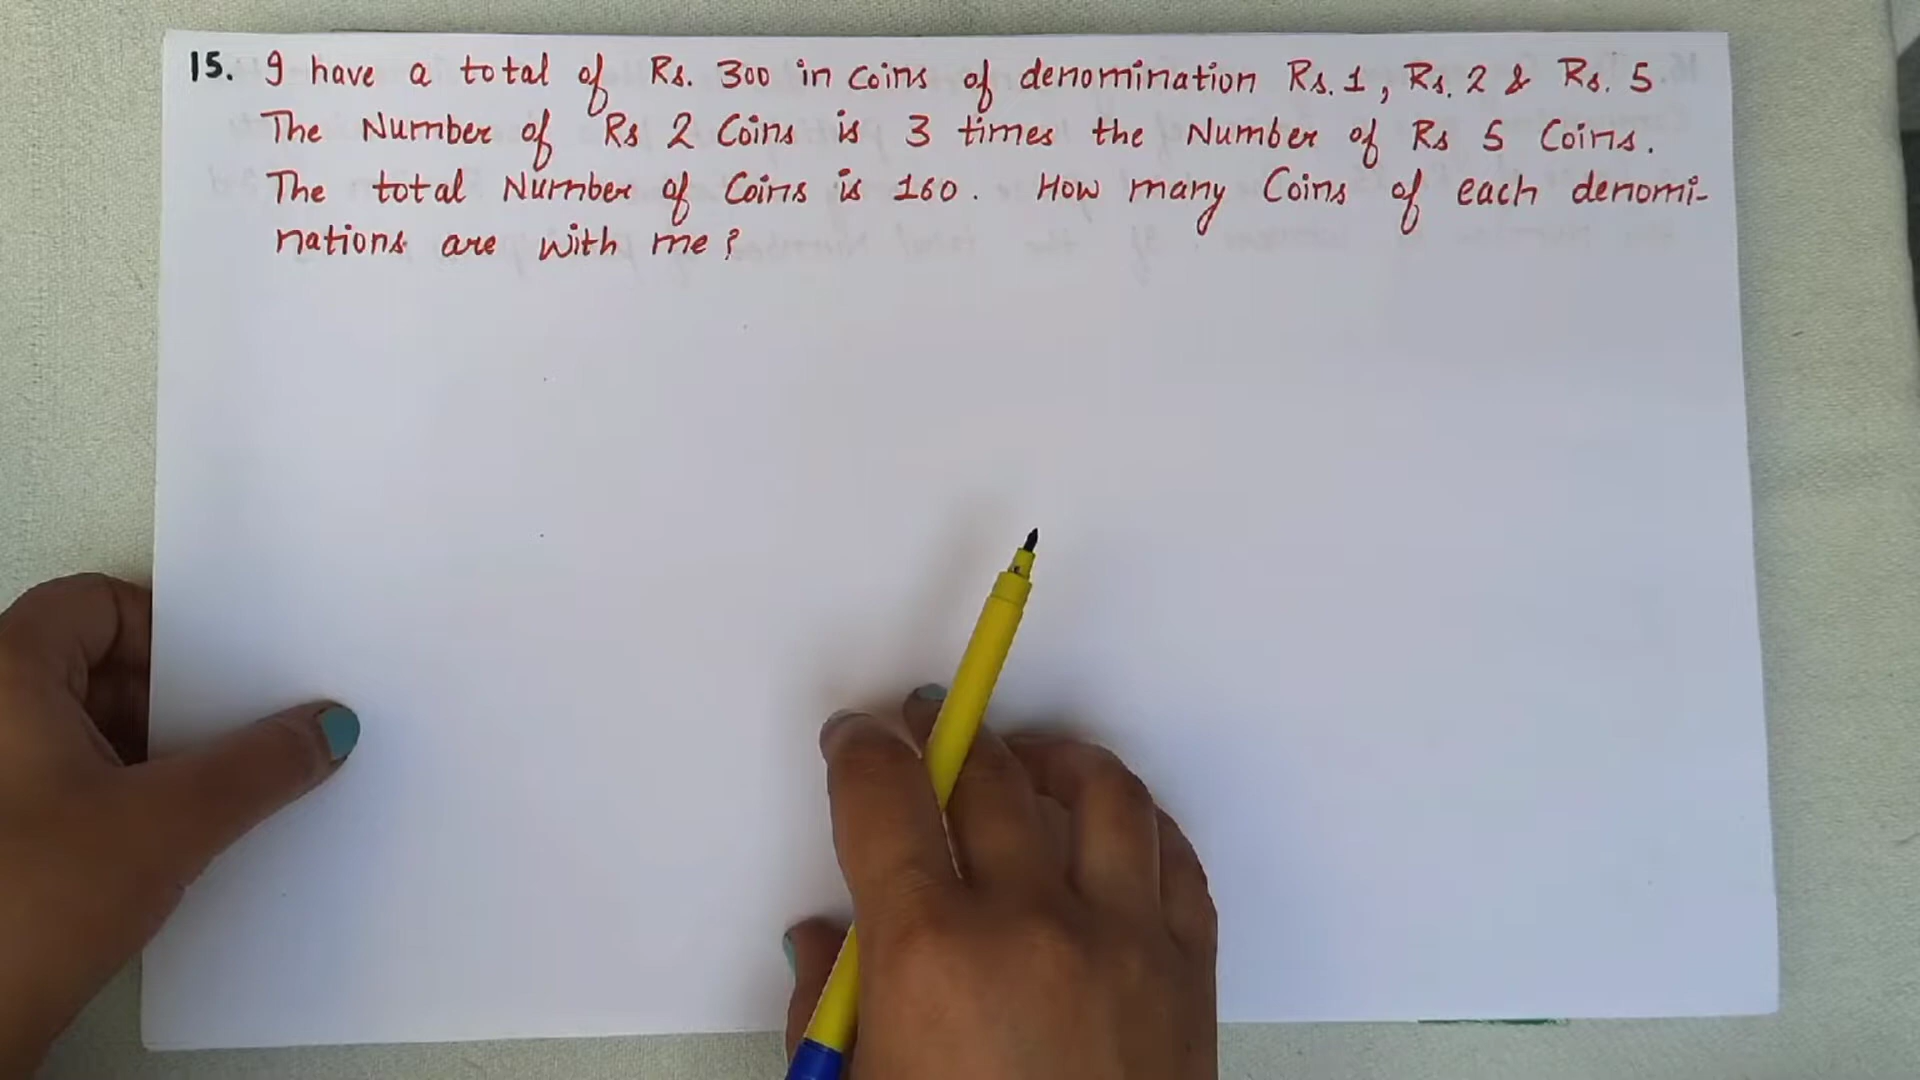 15. I have a total of Rs. 300 in coins of denomination Rs. 1, Rs. 2 & Rs. 5
The Number of Rs 2 Coins is 3 times the Number of Rs 5 Coins.
The total Number of Coins is 160. How many Coins of each denomi-
nations are with me?